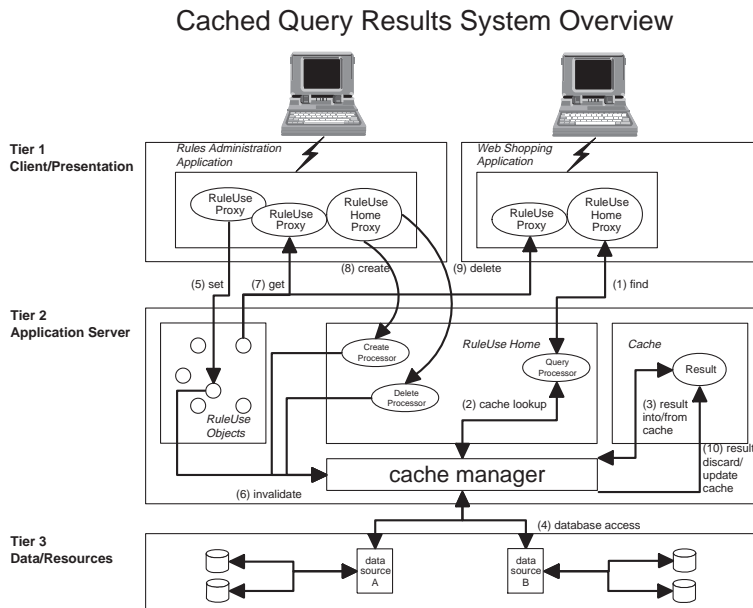 Cached Query Results System Overview
Tier 1
Client/Presentation
Rules Administration
Application
Web Shopping
Application
RuleUse
Proxy
RuleUse
Proxy
RuleUse
Home
Proxy
RuleUse
Proxy
RuleUse
Home
Proxy
(5) set
(7) get
(8) create
(9) delete
(1) find
Tier 2
Application Server
RuleUse Home
Cache
Create
Processor
Query
Processor
Result
Delete
Processor
(2) cache lookup
(3) result
into/from
cache
RuleUse
Objects
(10) result
discard/
update
cache
cache manager
(6) invalidate
(4) database access
Tier 3
Data/Resources
data
source
A
data
source
B